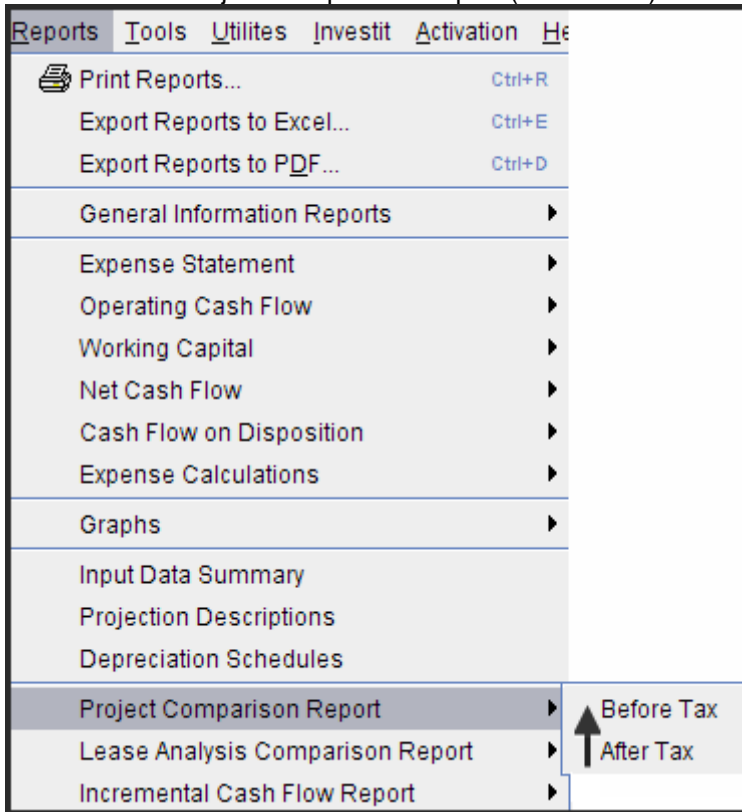 Reports Tools Utilites Investit Activation He
Print Reports... Ctrl+R
Export Reports to Excel... Ctrl+E
Export Reports to PDF... Ctrl+D
General Information Reports
Expense Statement
Operating Cash Flow
Working Capital
Net Cash Flow
Cash Flow on Disposition
Expense Calculations
Graphs
Input Data Summary
Projection Descriptions
Depreciation Schedules
Project Comparison Report Before Tax
Lease Analysis Comparison Report After Tax
Incremental Cash Flow Report